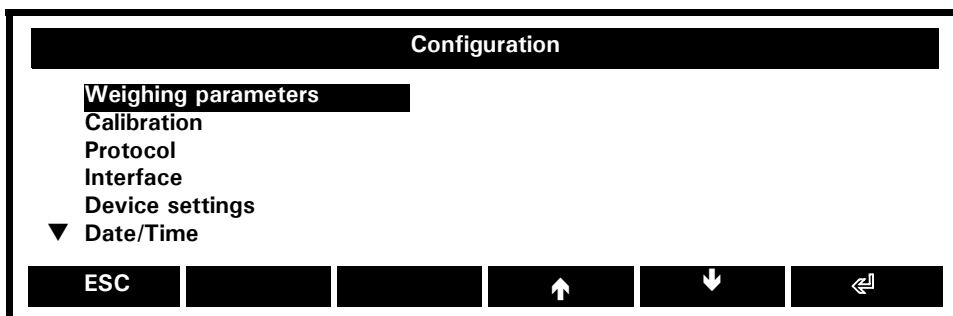 Configuration
Weighing parameters
Calibration
Protocol
Interface
Device settings
▼ Date/Time
ESC ↑ ↓ ↵